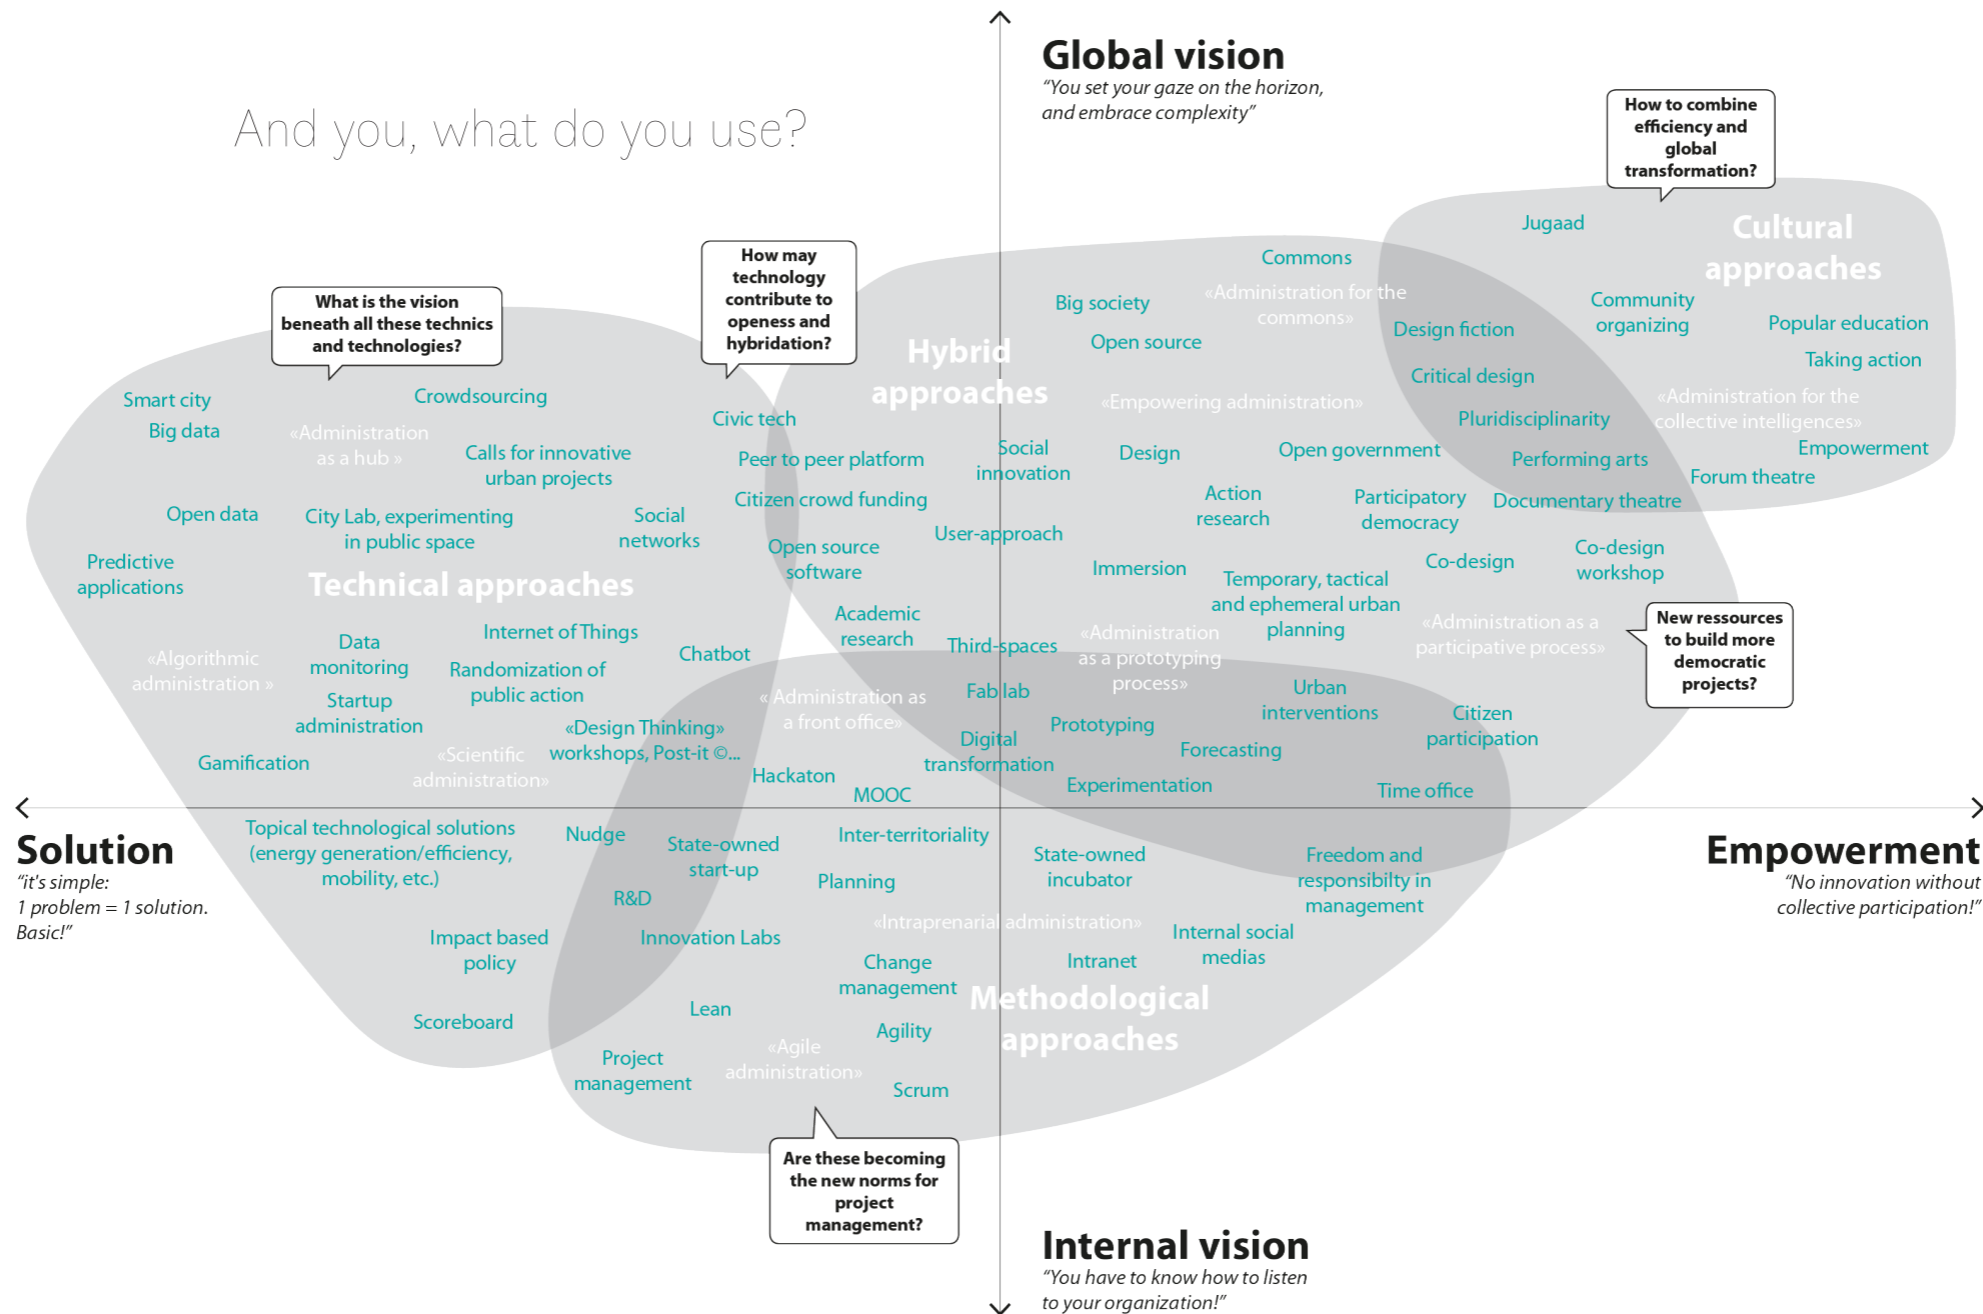 And you, what do you use?
Global vision
“You set your gaze on the horizon,
and embrace complexity”
How to combine
efficiency and
global
transformation?
What is the vision
beneath all these technics
and technologies?
How may
technology
contribute to
openess and
hybridation?
Technical approaches
Smart city
Big data
Crowdsourcing
«Administration
as a hub »
Calls for innovative
urban projects
Civic tech
Peer to peer platform
Citizen crowd funding
Open data
City Lab, experimenting
in public space
Social
networks
Open source
software
Predictive
applications
Data
monitoring
Internet of Things
Chatbot
«Algorithmic
administration »
Randomization of
public action
Startup
administration
«Design Thinking»
workshops, Post-it ©...
Gamification
«Scientific
administration»
Topical technological solutions
(energy generation/efficiency,
mobility, etc.)
Nudge
State-owned
start-up
R&D
Impact based
policy
Innovation Labs
Scoreboard
Hybrid
approaches
Commons
Big society
«Administration for the
commons»
Open source
«Empowering administration»
Social
innovation
Design
Open government
Action
research
Participatory
democracy
User-approach
Immersion
Temporary, tactical
and ephemeral urban
planning
Co-design
Co-design
workshop
Academic
research
Third-spaces
«Administration
as a prototyping
process»
«Administration as a
participative process»
New ressources
to build more
democratic
projects?
Fab lab
Prototyping
Urban
interventions
Citizen
participation
Digital
transformation
Forecasting
Experimentation
Time office
Cultural
approaches
Jugaad
Community
organizing
Popular education
Design fiction
Taking action
Critical design
«Administration for the
collective intelligences»
Pluridisciplinarity
Empowerment
Performing arts
Forum theatre
Documentary theatre
« Administration as
a front office»
Hackaton
MOOC
Inter-territoriality
Planning
State-owned
incubator
Freedom and
responsibilty in
management
«Intraprenarial administration»
Internal social
medias
Change
management
Intranet
Methodological
approaches
Lean
Agility
Project
management
«Agile
administration»
Scrum
Are these becoming
the new norms for
project
management?
Solution
“it's simple:
1 problem = 1 solution.
Basic!”
Empowerment
“No innovation without
collective participation!”
Internal vision
“You have to know how to listen
to your organization!”